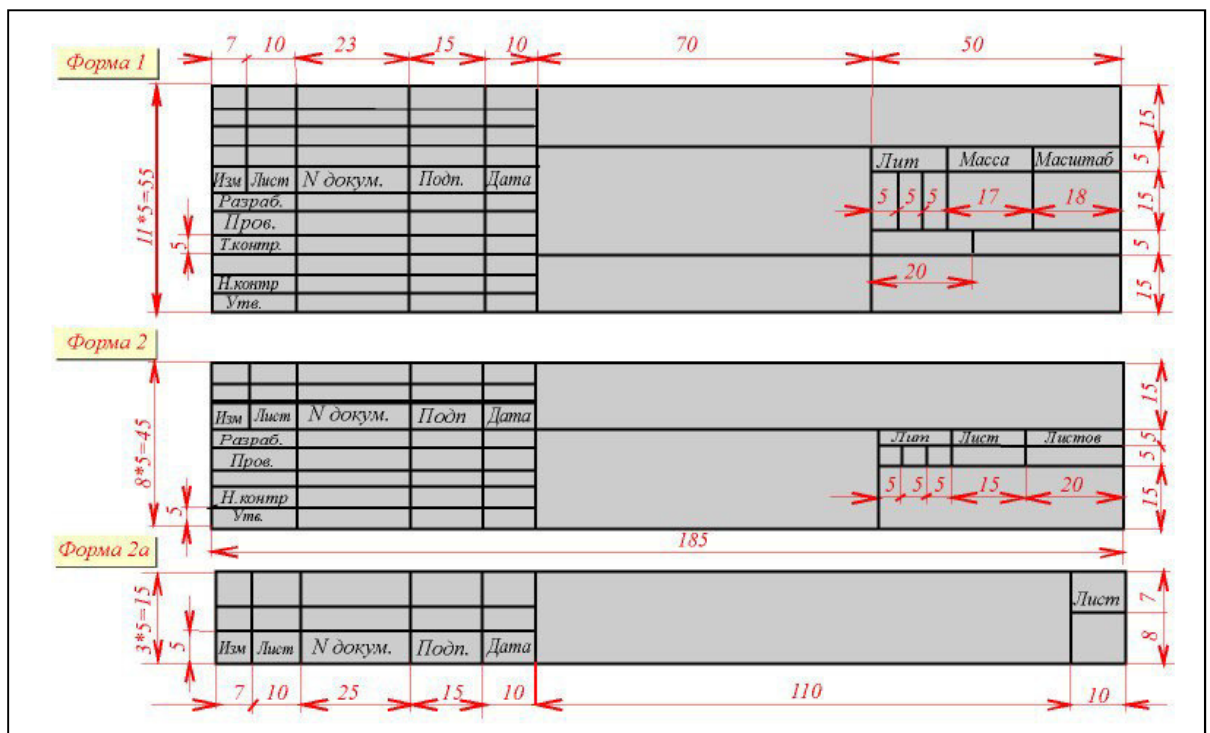 7 10 23 15 10 70 50
Форма 1
11*5=55
15
Лит Масса Масштаб 5
Изм Лист N докум. Подп. Дата
5 5 5 17 18 15
Разраб.
Пров.
5 Т.контр. 5
20
Н.контр 15
Утв.
Форма 2
8*5=45
15
Изм Лист N докум. Подп Дата
Разраб. Лит Лист Листов 5
Пров. 5
5 5 5 15 20 15
Н.контр
5 Утв.
185
Форма 2а
3*5=15
Лист 7
5 Изм Лист N докум. Подп. Дата 8
7 10 25 15 10 110 10